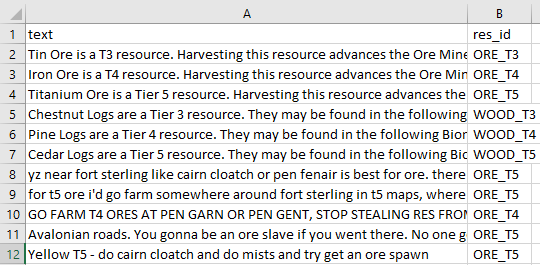 A B
1 text res_id
2 Tin Ore is a T3 resource. Harvesting this resource advances the Ore Mine ORE_T3
3 Iron Ore is a T4 resource. Harvesting this resource advances the Ore Min ORE_T4
4 Titanium Ore is a Tier 5 resource. Harvesting this resource advances the ORE_T5
5 Chestnut Logs are a Tier 3 resource. They may be found in the following WOOD_T3
6 Pine Logs are a Tier 4 resource. They may be found in the following Bior WOOD_T4
7 Cedar Logs are a Tier 5 resource. They may be found in the following Bio WOOD_T5
8 yz near fort sterling like cairn cloatch or pen fenair is best for ore. there ORE_T5
9 for t5 ore i'd go farm somewhere around fort sterling in t5 maps, where ORE_T5
10 GO FARM T4 ORES AT PEN GARN OR PEN GENT, STOP STEALING RES FROM ORE_T4
11 Avalonian roads. You gonna be an ore slave if you went there. No one g ORE_T5
12 Yellow T5 - do cairn cloatch and do mists and try get an ore spawn ORE_T5